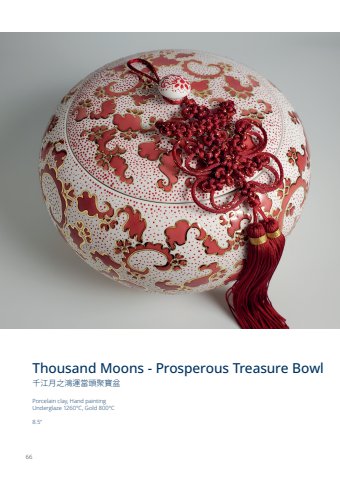 Thousand Moons - Prosperous Treasure Bowl
千江月之鴻運當頭聚寶盆
Porcelain clay, Hand painting
Underglaze 1260°C, Gold 800°C
8.5"
66